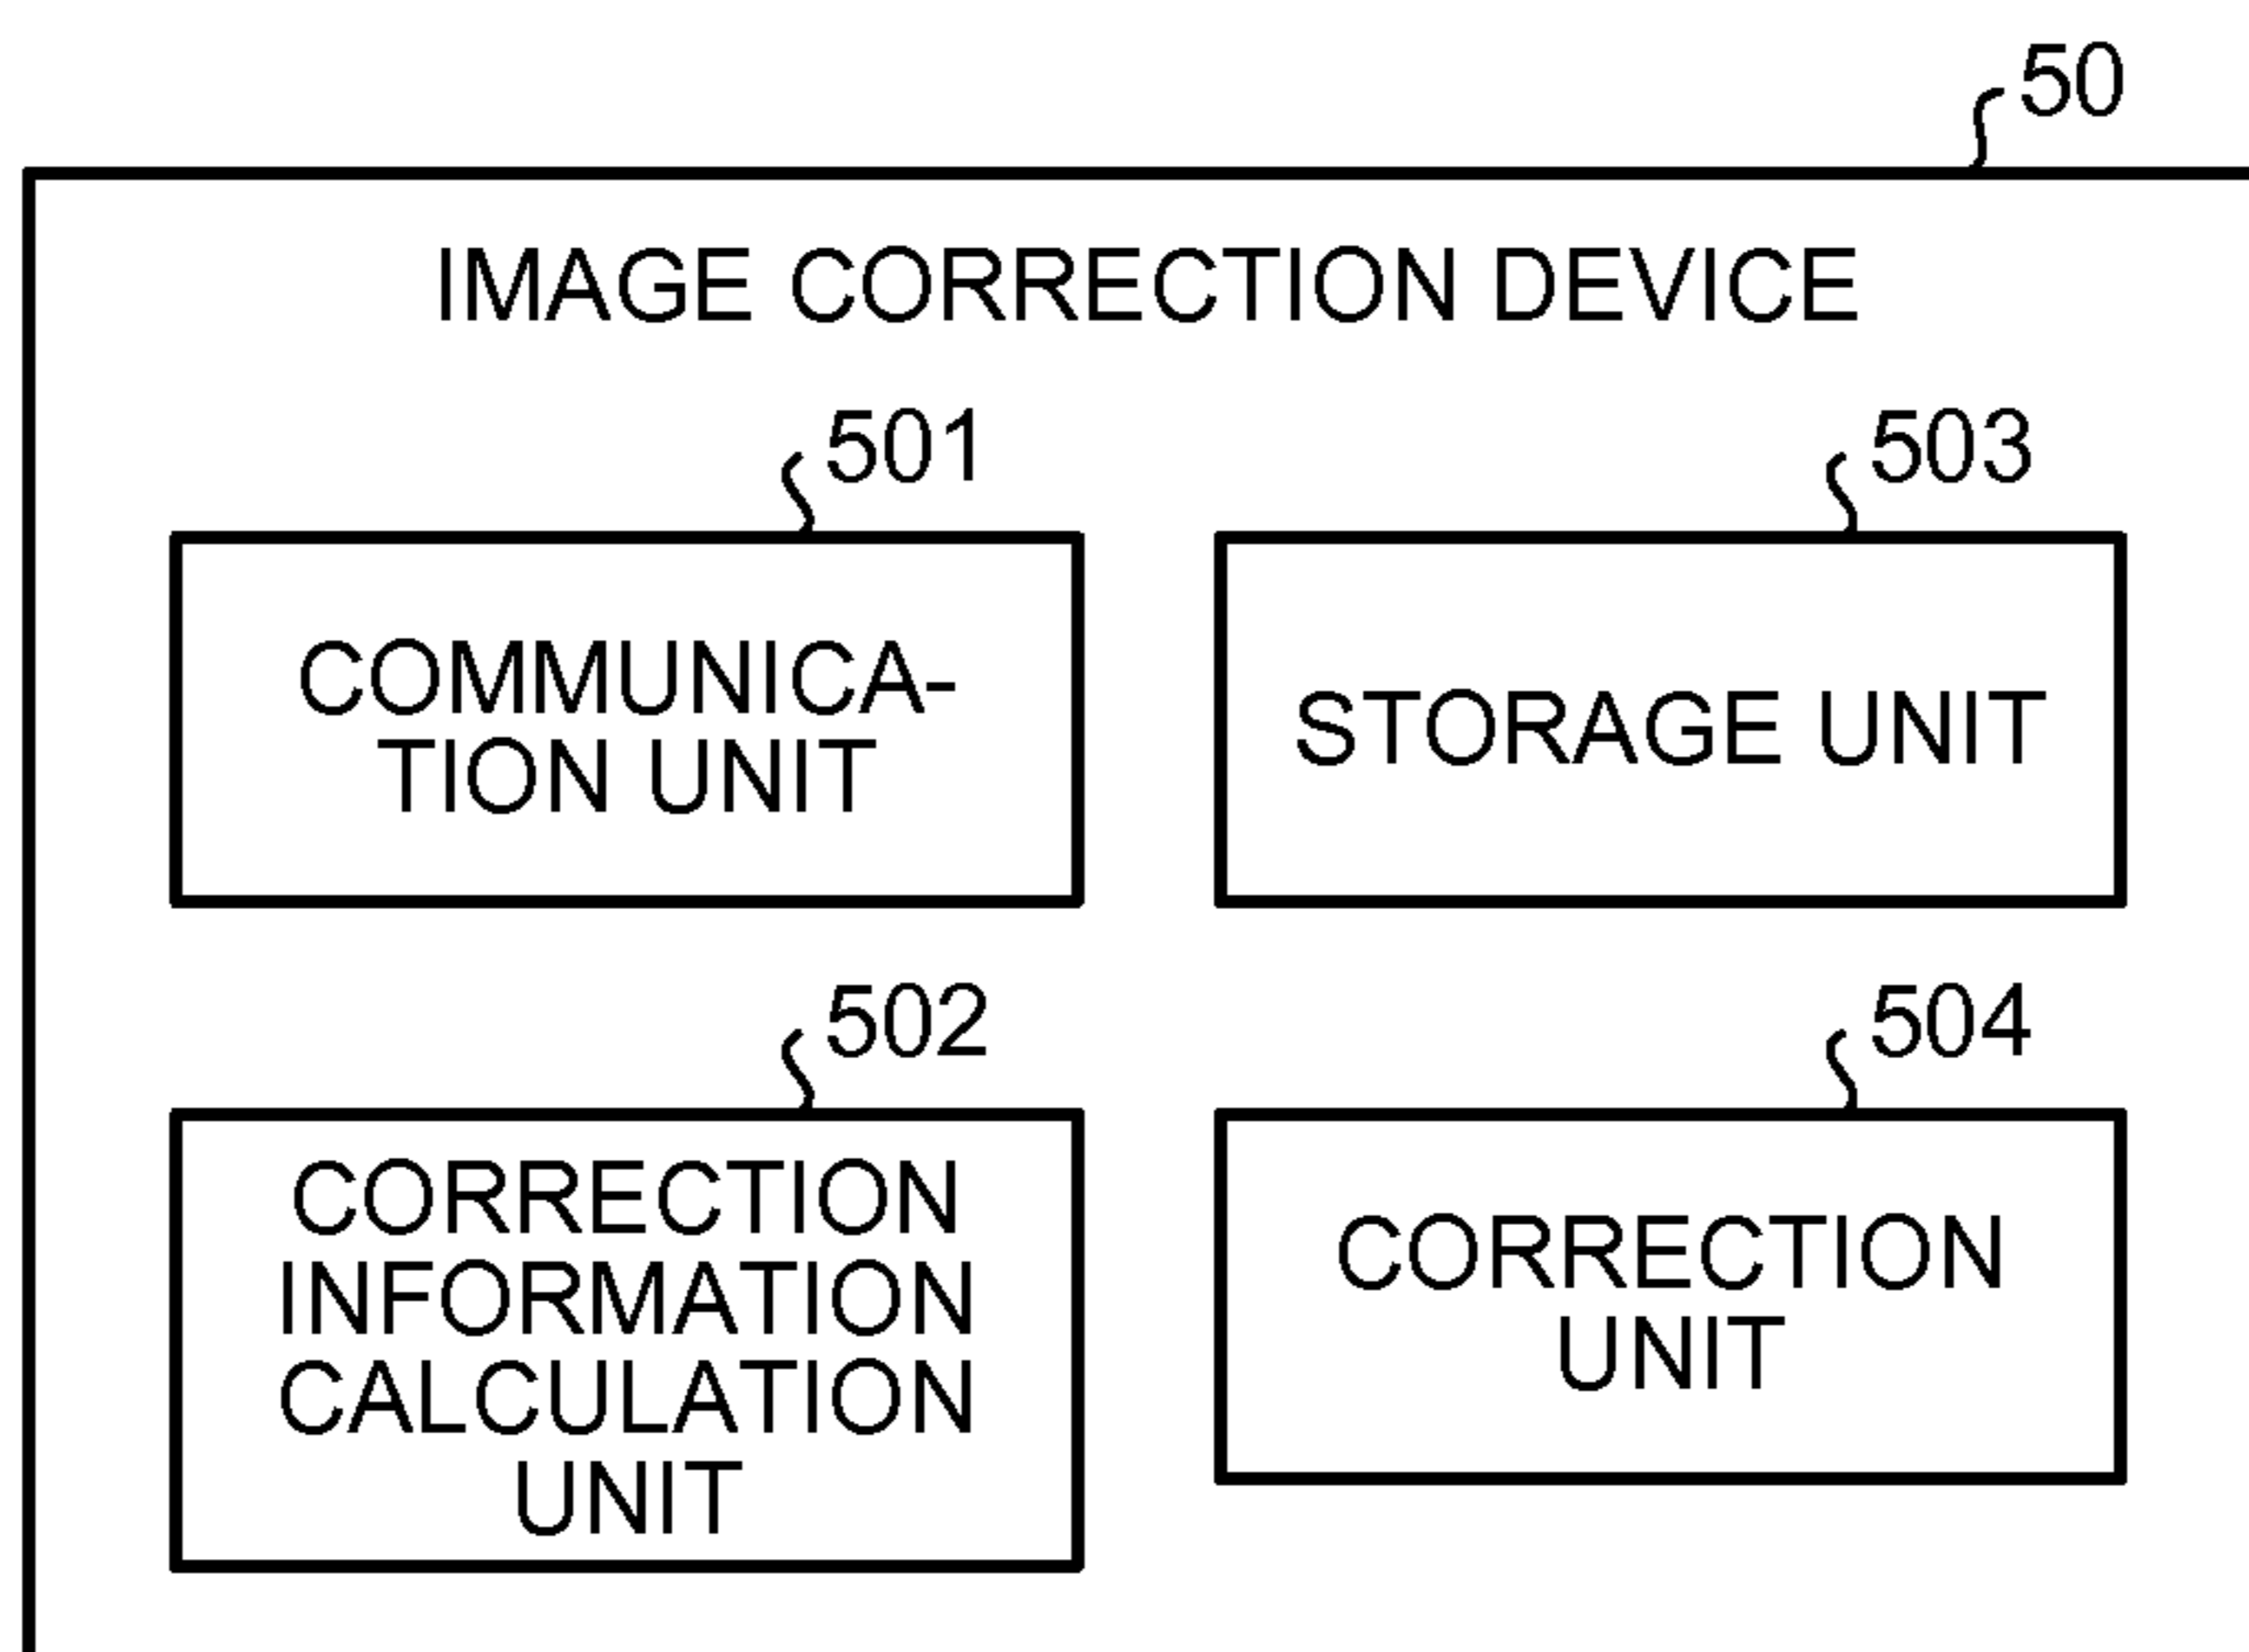 50
IMAGE CORRECTION DEVICE
501
COMMUNICA-
TION UNIT
503
STORAGE UNIT
502
CORRECTION
INFORMATION
CALCULATION
UNIT
504
CORRECTION
UNIT